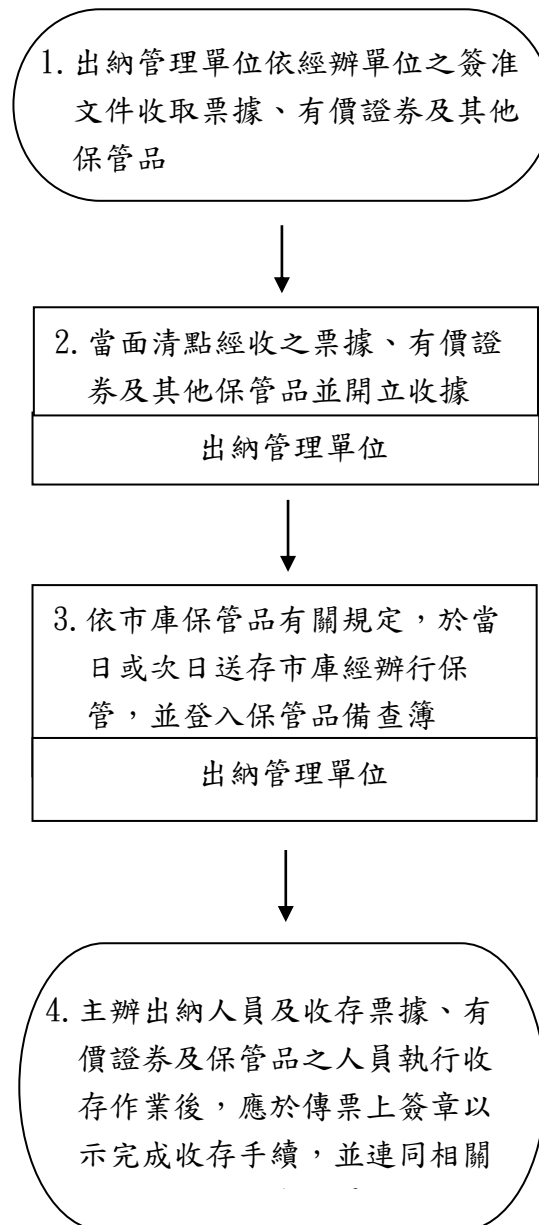 1. 出納管理單位依經辦單位之簽准
文件收取票據、有價證券及其他
保管品
2. 當面清點經收之票據、有價證
券及其他保管品並開立收據
出納管理單位
3. 依市庫保管品有關規定，於當
日或次日送存市庫經辦行保
管，並登入保管品備查簿
出納管理單位
4. 主辦出納人員及收存票據、有
價證券及保管品之人員執行收
存作業後，應於傳票上簽章以
示完成收存手續，並連同相關